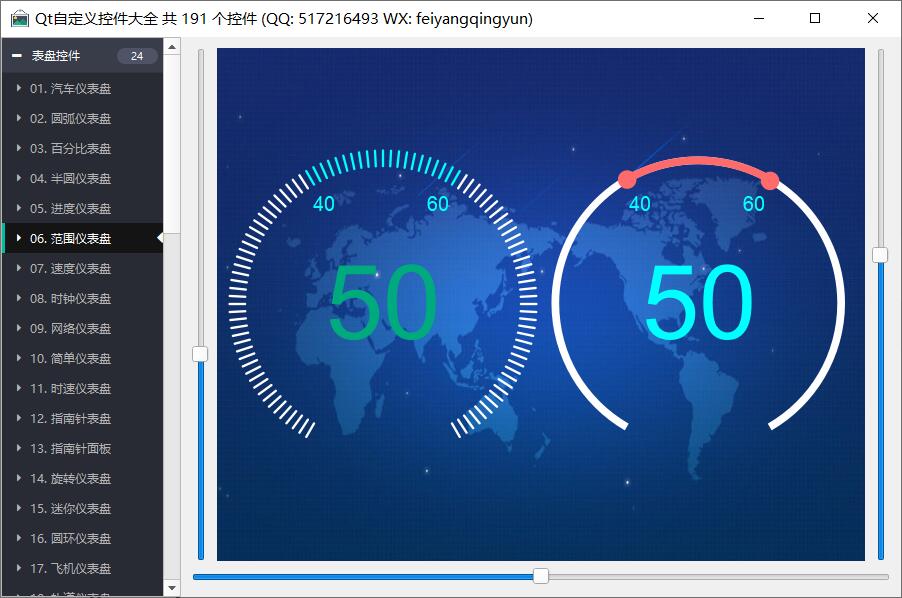 Qt自定义控件大全 共 191 个控件 (QQ: 517216493 WX: feiyangqingyun)
表盘控件 24
01. 汽车仪表盘
02. 圆弧仪表盘
03. 百分比表盘
04. 半圆仪表盘
05. 进度仪表盘
06. 范围仪表盘
07. 速度仪表盘
08. 时钟仪表盘
09. 网络仪表盘
10. 简单仪表盘
11. 时速仪表盘
12. 指南针表盘
13. 指南针面板
14. 旋转仪表盘
15. 迷你仪表盘
16. 圆环仪表盘
17. 飞机仪表盘
40 60
50
40 60
50